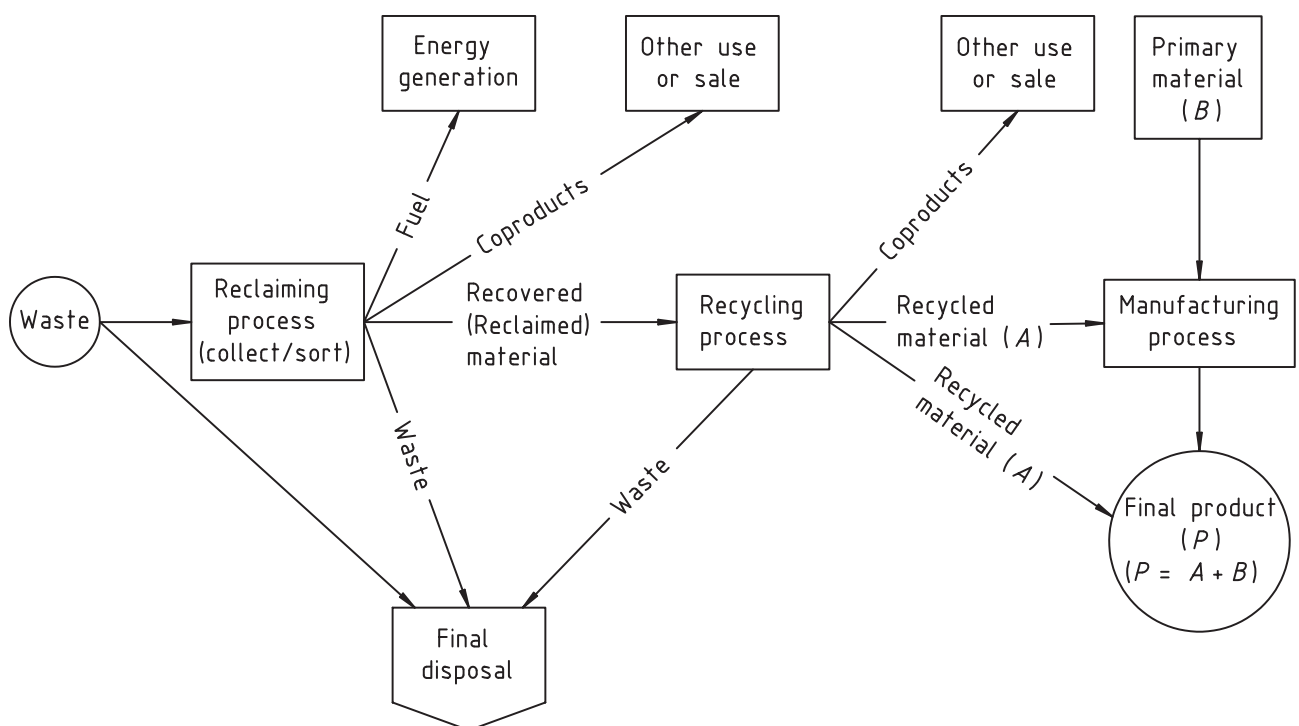 Energy
generation
Other use
or sale
Other use
or sale
Primary
material
(B)
Fuel
Coproducts
Coproducts
Waste
Reclaiming
process
(collect/sort)
Recovered
(Reclaimed)
material
Recycling
process
Recycled
material (A)
Manufacturing
process
Recycled
material (A)
Waste
Waste
Final product
(P)
(P = A + B)
Final
disposal